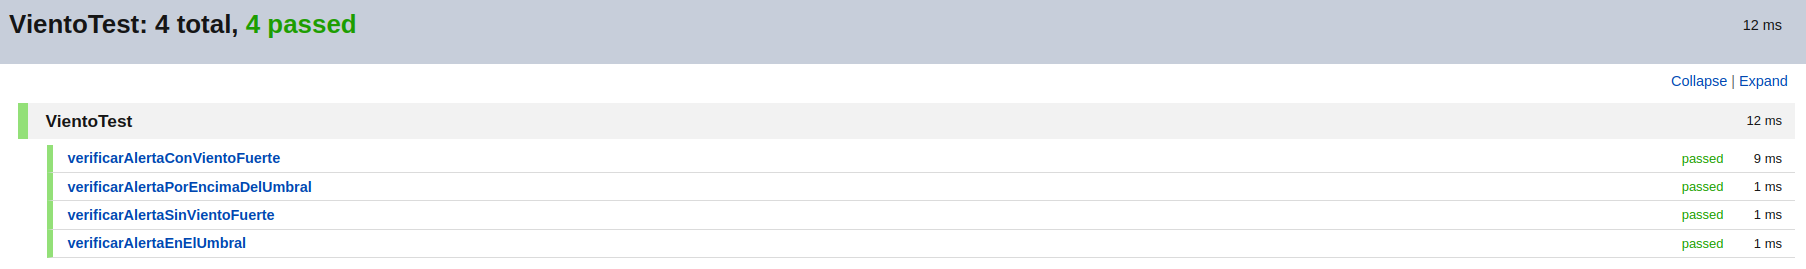 VientoTest: 4 total, 4 passed 12 ms
Collapse | Expand
VientoTest 12 ms
verificarAlertaConVientoFuerte passed 9 ms
verificarAlertaPorEncimaDelUmbral passed 1 ms
verificarAlertaSinVientoFuerte passed 1 ms
verificarAlertaEnElUmbral passed 1 ms